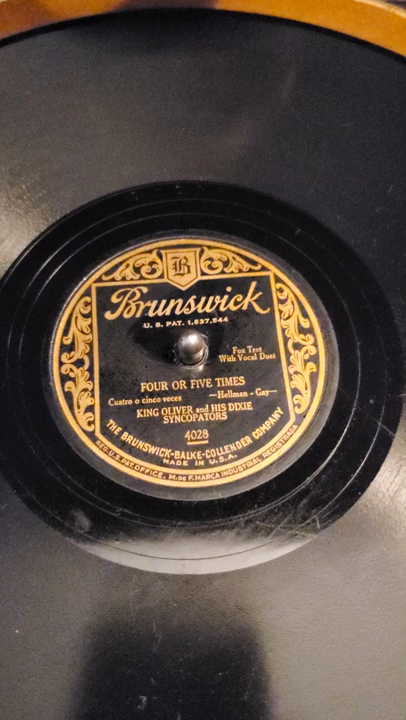 B
Brunswick
U. S. PAT. 1.637.544
Fox Trot
With Vocal Duet
FOUR OR FIVE TIMES
Cuatro o cinco veces —Hellman - Gay—
KING OLIVER and HIS DIXIE
SYNCOPATORS
4028
THE BRUNSWICK-BALKE-COLLENDER COMPANY
MADE IN U.S.A.
REG. U.S. PAT. OFFICE. M. DE F. MARCA INDUSTRIAL REGISTRADA